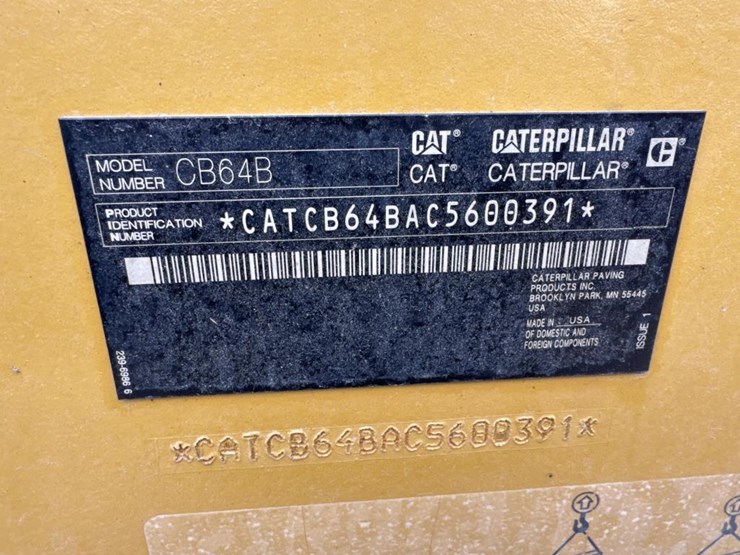 CAT® CATERPILLAR®
CAT® CATERPILLAR®
MODEL NUMBER CB64B
PRODUCT IDENTIFICATION NUMBER *CATCB64BAC5600391*
CATERPILLAR PAVING
PRODUCTS INC.
BROOKLYN PARK, MN 55445
USA
MADE IN USA
OF DOMESTIC AND
FOREIGN COMPONENTS
ISSUE 1
239-6986 6
*CATCB64BAC5600391*